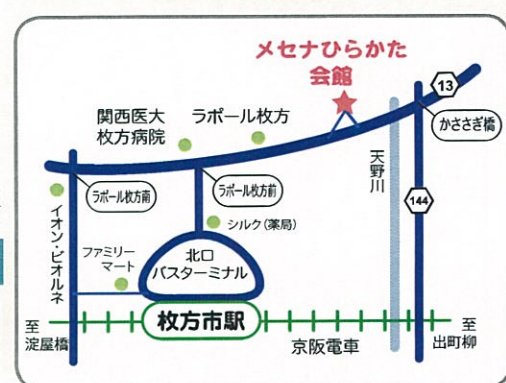 メセナひらかた
会館
13
関西医大
枚方病院
ラポール枚方
かささぎ橋
天野川
ラポール枚方前
ラポール枚方前
144
イオン・ビオルネ
シルク(薬局)
ファミリー
マート
北口
バスターミナル
至
淀屋橋
枚方市駅
京阪電車
至
出町柳